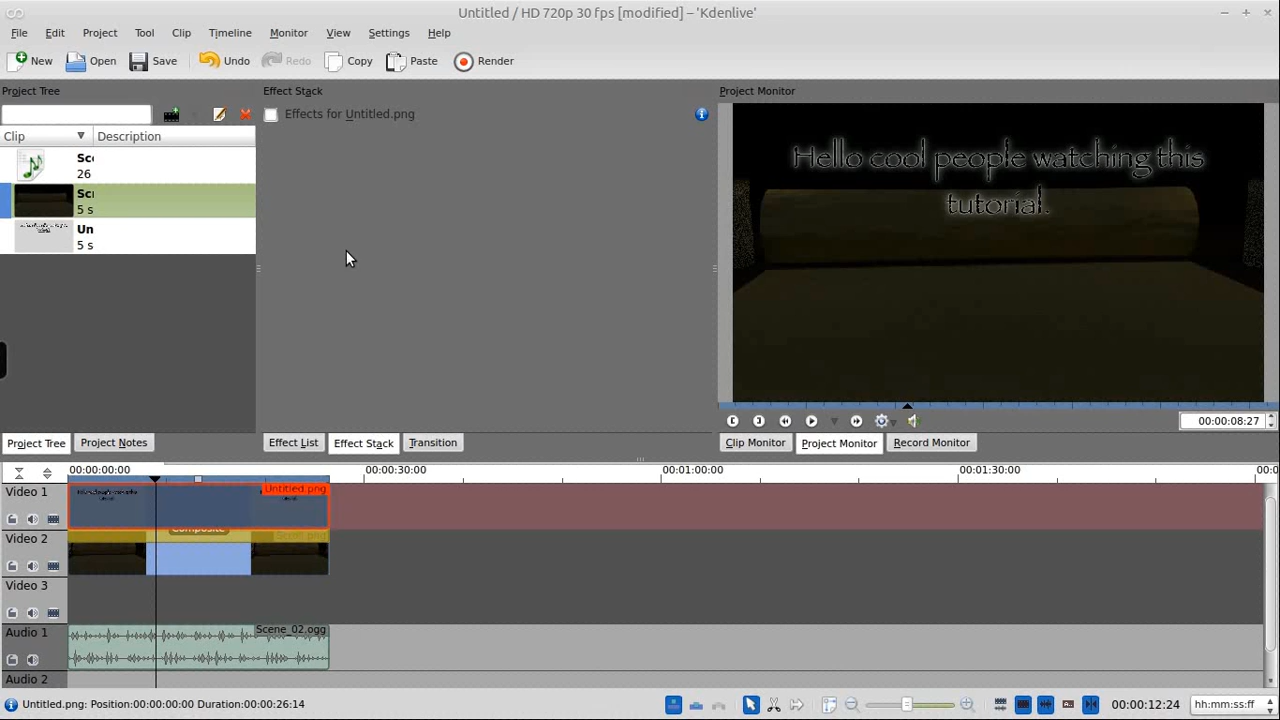 Untitled / HD 720p 30 fps [modified] – 'Kdenlive'
File Edit Project Tool Clip Timeline Monitor View Settings Help
New Open Save Undo Redo Copy Paste Render
Project Tree
Effect Stack
Project Monitor
Effects for Untitled.png
Clip Description
Sce
26
Scr
5 s
Un
5 s
Hello cool people watching this
tutorial.
00:00:08:27
Project Tree Project Notes
Effect List Effect Stack Transition
Clip Monitor Project Monitor Record Monitor
00:00:00:00 00:00:30:00 00:01:00:00 00:01:30:00 00:0
Video 1
Untitled.png
Composite
Video 2
Video 3
Audio 1
Scene_02.ogg
Audio 2
Untitled.png: Position:00:00:00:00 Duration:00:00:26:14
00:00:12:24 hh:mm:ss:ff